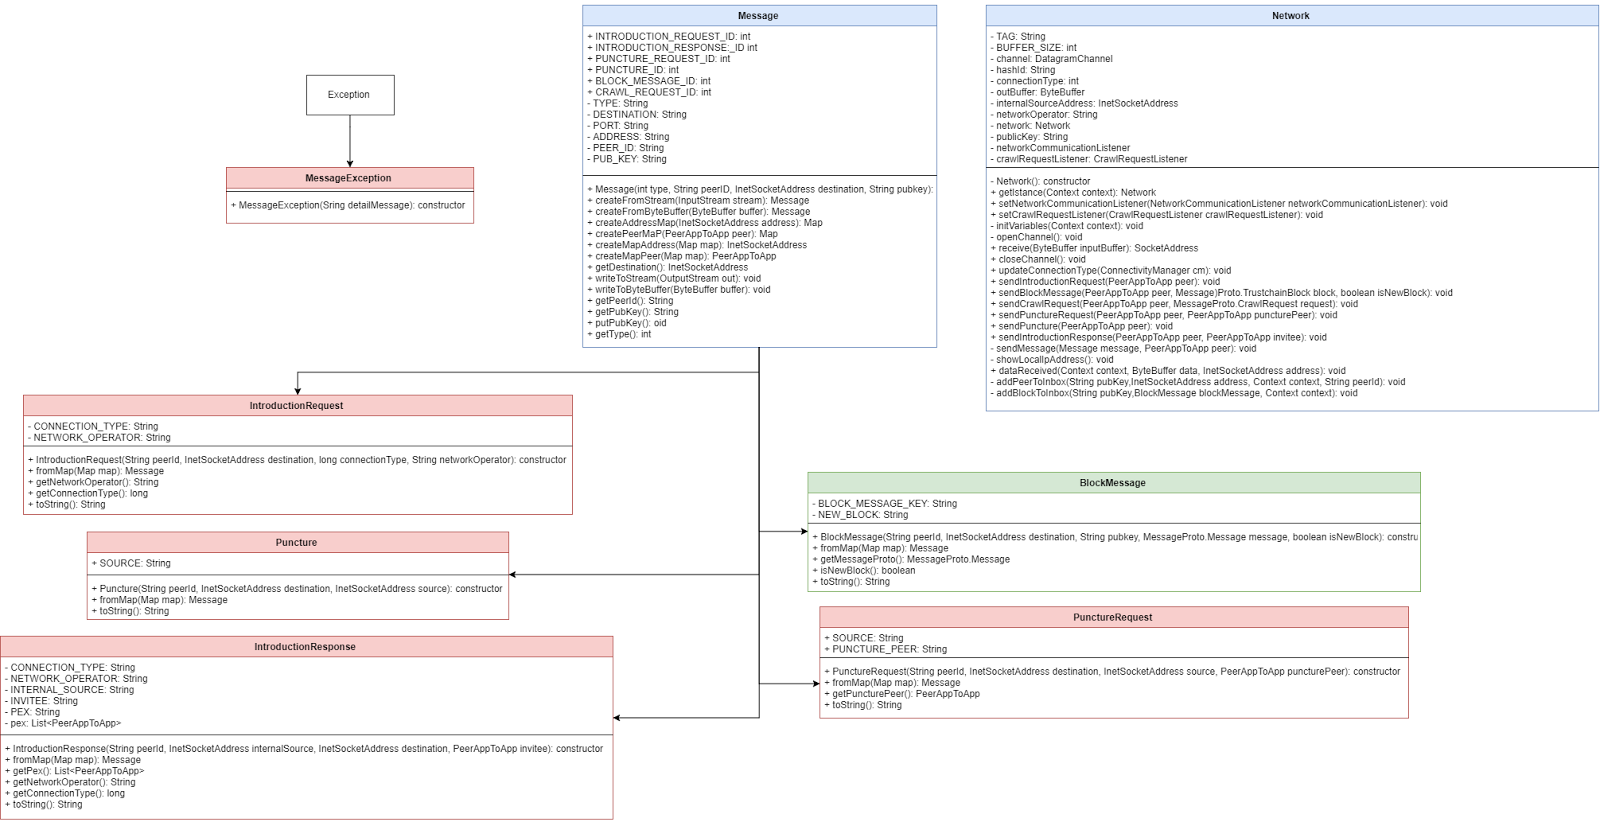 Exception
MessageException
+ MessageException(Sring detailMessage): constructor
Message
+ INTRODUCTION_REQUEST_ID: int
+ INTRODUCTION_RESPONSE:_ID int
+ PUNCTURE_REQUEST_ID: int
+ PUNCTURE_ID: int
+ BLOCK_MESSAGE_ID: int
+ CRAWL_REQUEST_ID: int
- TYPE: String
- DESTINATION: String
- PORT: String
- ADDRESS: String
- PEER_ID: String
- PUB_KEY: String
+ Message(int type, String peerID, InetSocketAddress destination, String pubkey):
+ createFromStream(InputStream stream): Message
+ createFromByteBuffer(ByteBuffer buffer): Message
+ createAddressMap(InetSocketAddress address): Map
+ createPeerMaP(PeerAppToApp peer): Map
+ createMapAddress(Map map): InetSocketAddress
+ createMapPeer(Map map): PeerAppToApp
+ getDestination(): InetSocketAddress
+ writeToStream(OutputStream out): void
+ writeToByteBuffer(ByteBuffer buffer): void
+ getPeerId(): String
+ getPubKey(): String
+ putPubKey(): oid
+ getType(): int
Network
- TAG: String
- BUFFER_SIZE: int
- channel: DatagramChannel
- hashId: String
- connectionType: int
- outBuffer: ByteBuffer
- internalSourceAddress: InetSocketAddress
- networkOperator: String
- network: Network
- publicKey: String
- networkCommunicationListener
- crawlRequestListener: CrawlRequestListener
- Network(): constructor
+ getIstance(Context context): Network
+ setNetworkCommunicationListener(NetworkCommunicationListener networkCommunicationListener): void
+ setCrawlRequestListener(CrawlRequestListener crawlRequestListener): void
- initVariables(Context context): void
- openChannel(): void
+ receive(ByteBuffer inputBuffer): SocketAddress
+ closeChannel(): void
+ updateConnectionType(ConnectivityManager cm): void
+ sendIntroductionRequest(PeerAppToApp peer): void
+ sendBlockMessage(PeerAppToApp peer, Message)Proto.TrustchainBlock block, boolean isNewBlock): void
+ sendCrawlRequest(PeerAppToApp peer, MessageProto.CrawlRequest request): void
+ sendPunctureRequest(PeerAppToApp peer, PeerAppToApp puncturePeer): void
+ sendPuncture(PeerAppToApp peer): void
+ sendIntroductionResponse(PeerAppToApp peer, PeerAppToApp invitee): void
- sendMessage(Message message, PeerAppToApp peer): void
- showLocalIpAddress(): void
+ dataReceived(Context context, ByteBuffer data, InetSocketAddress address): void
- addPeerToInbox(String pubKey,InetSocketAddress address, Context context, String peerId): void
- addBlockToInbox(String pubKey,BlockMessage blockMessage, Context context): void
IntroductionRequest
- CONNECTION_TYPE: String
- NETWORK_OPERATOR: String
+ IntroductionRequest(String peerId, InetSocketAddress destination, long connectionType, String networkOperator): constructor
+ fromMap(Map map): Message
+ getNetworkOperator(): String
+ getConnectionType(): long
+ toString(): String
BlockMessage
- BLOCK_MESSAGE_KEY: String
- NEW_BLOCK: String
+ BlockMessage(String peerId, InetSocketAddress destination, String pubkey, MessageProto.Message message, boolean isNewBlock): constru
+ fromMap(Map map): Message
+ getMessageProto(): MessageProto.Message
+ isNewBlock(): boolean
+ toString(): String
Puncture
+ SOURCE: String
+ Puncture(String peerId, InetSocketAddress destination, InetSocketAddress source): constructor
+ fromMap(Map map): Message
+ toString(): String
PunctureRequest
+ SOURCE: String
+ PUNCTURE_PEER: String
+ PunctureRequest(String peerId, InetSocketAddress destination, InetSocketAddress source, PeerAppToApp puncturePeer): constructor
+ fromMap(Map map): Message
+ getPuncturePeer(): PeerAppToApp
+ toString(): String
IntroductionResponse
- CONNECTION_TYPE: String
- NETWORK_OPERATOR: String
- INTERNAL_SOURCE: String
- INVITEE: String
- PEX: String
- pex: List<PeerAppToApp>
+ IntroductionResponse(String peerId, InetSocketAddress internalSource, InetSocketAddress destination, PeerAppToApp invitee): constructor
+ fromMap(Map map): Message
+ getPex(): List<PeerAppToApp>
+ getNetworkOperator(): String
+ getConnectionType(): long
+ toString(): String